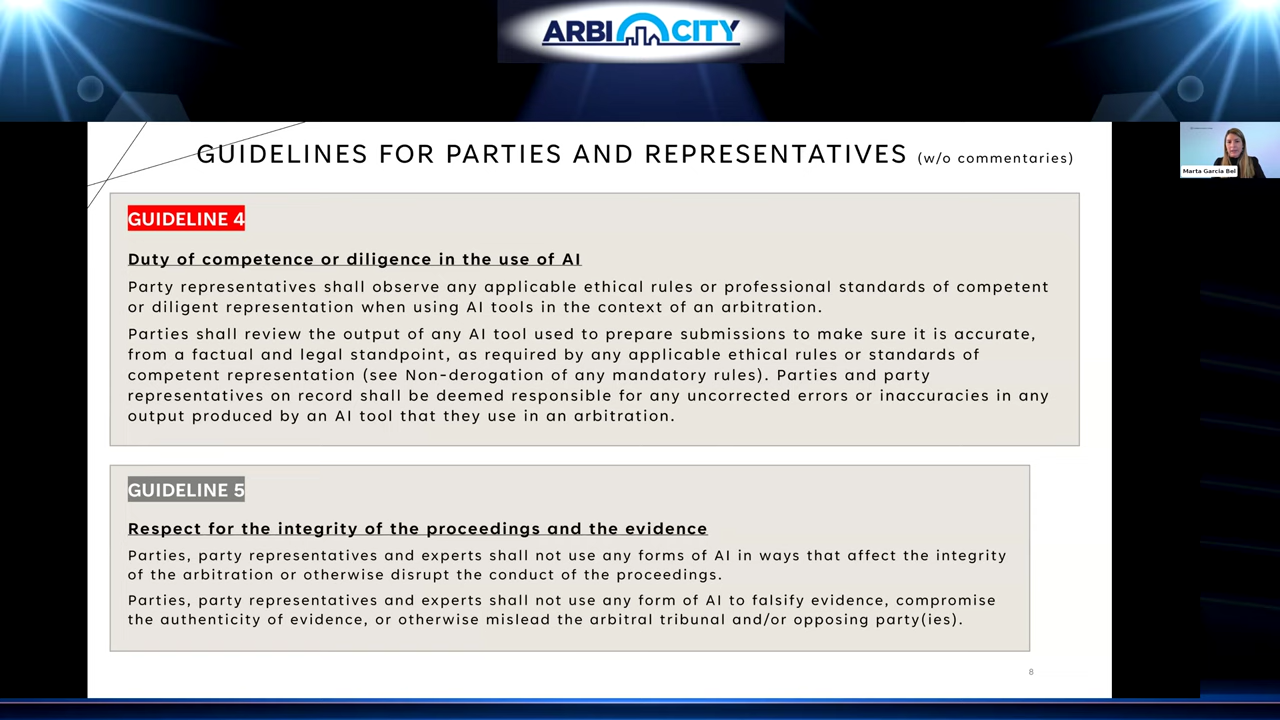 ARBI CITY
GUIDELINES FOR PARTIES AND REPRESENTATIVES (w/o commentaries)
Marta García Bel
GUIDELINE 4
Duty of competence or diligence in the use of AI
Party representatives shall observe any applicable ethical rules or professional standards of competent
or diligent representation when using AI tools in the context of an arbitration.
Parties shall review the output of any AI tool used to prepare submissions to make sure it is accurate,
from a factual and legal standpoint, as required by any applicable ethical rules or standards of
competent representation (see Non-derogation of any mandatory rules). Parties and party
representatives on record shall be deemed responsible for any uncorrected errors or inaccuracies in any
output produced by an AI tool that they use in an arbitration.
GUIDELINE 5
Respect for the integrity of the proceedings and the evidence
Parties, party representatives and experts shall not use any forms of AI in ways that affect the integrity
of the arbitration or otherwise disrupt the conduct of the proceedings.
Parties, party representatives and experts shall not use any form of AI to falsify evidence, compromise
the authenticity of evidence, or otherwise mislead the arbitral tribunal and/or opposing party(ies).
8